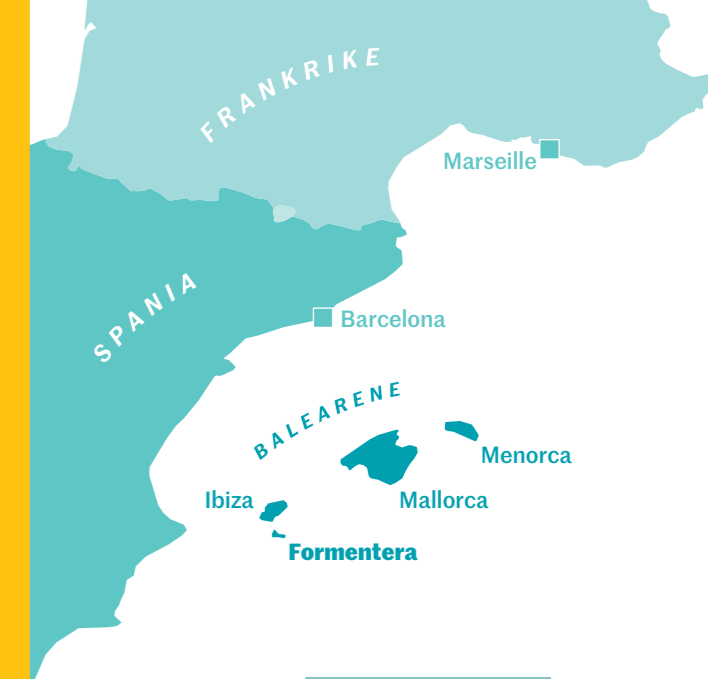 FRANKRIKE
Marseille
SPANIA
Barcelona
BALEARENE
Menorca
Ibiza
Mallorca
Formentera